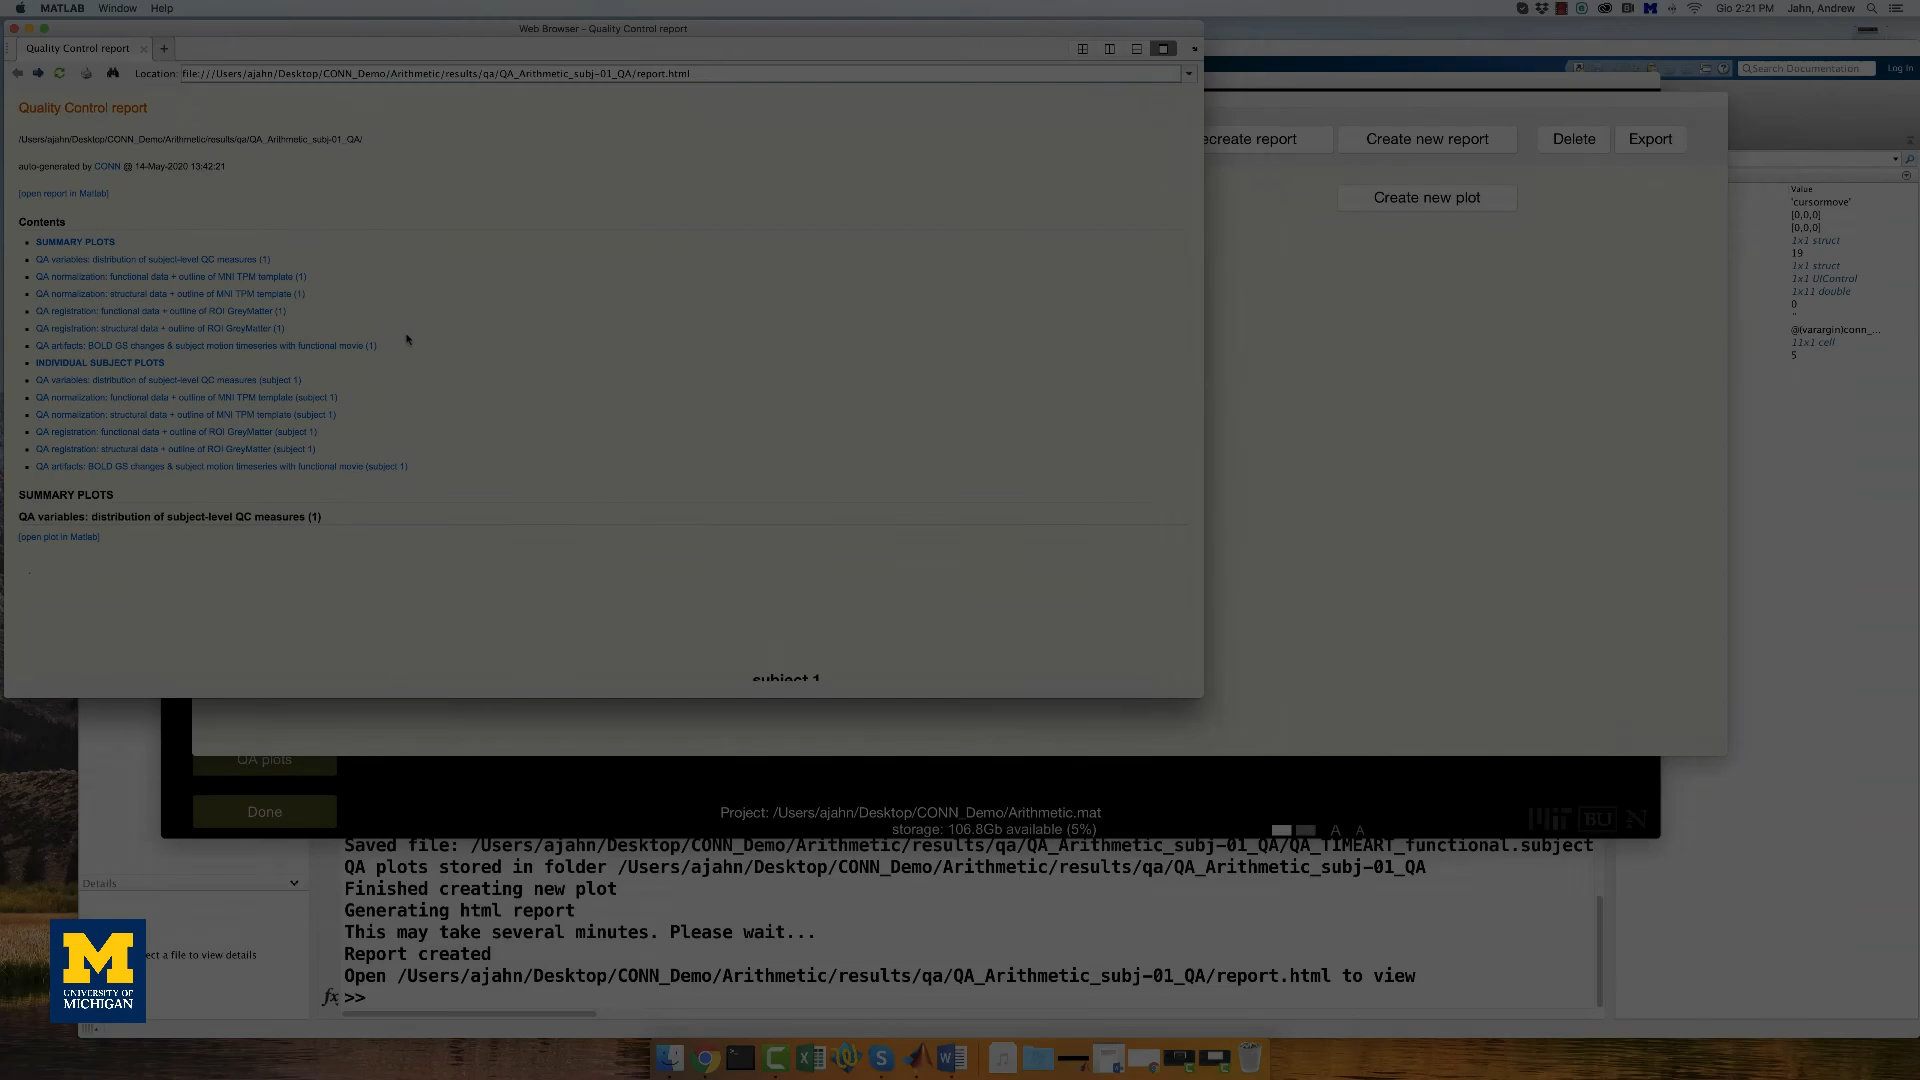 MATLAB Window Help
Gio 2:21 PM Jahn, Andrew
Web Browser - Quality Control report
Quality Control report
Location: file:///Users/ajahn/Desktop/CONN_Demo/Arithmetic/results/qa/QA_Arithmetic_subj-01_QA/report.html
Search Documentation
Log In
Quality Control report
/Users/ajahn/Desktop/CONN_Demo/Arithmetic/results/qa/QA_Arithmetic_subj-01_QA/
auto-generated by CONN @ 14-May-2020 13:42:21
[open report in Matlab]
Contents
SUMMARY PLOTS
QA variables: distribution of subject-level QC measures (1)
QA normalization: functional data + outline of MNI TPM template (1)
QA normalization: structural data + outline of MNI TPM template (1)
QA registration: functional data + outline of ROI GreyMatter (1)
QA registration: structural data + outline of ROI GreyMatter (1)
QA artifacts: BOLD GS changes & subject motion timeseries with functional movie (1)
INDIVIDUAL SUBJECT PLOTS
QA variables: distribution of subject-level QC measures (subject 1)
QA normalization: functional data + outline of MNI TPM template (subject 1)
QA normalization: structural data + outline of MNI TPM template (subject 1)
QA registration: functional data + outline of ROI GreyMatter (subject 1)
QA registration: structural data + outline of ROI GreyMatter (subject 1)
QA artifacts: BOLD GS changes & subject motion timeseries with functional movie (subject 1)
SUMMARY PLOTS
QA variables: distribution of subject-level QC measures (1)
[open plot in Matlab]
subject 1
ecreate report
Create new report
Delete
Export
Create new plot
Value
'cursormove'
[0,0,0]
[0,0,0]
1x1 struct
19
1x1 struct
1x1 UIControl
1x11 double
0
''
@(varargin)conn_...
11x1 cell
5
QA plots
Done
Project: /Users/ajahn/Desktop/CONN_Demo/Arithmetic.mat
storage: 106.8Gb available (5%)
A A
BU N
Saved file: /Users/ajahn/Desktop/CONN_Demo/Arithmetic/results/qa/QA_Arithmetic_subj-01_QA/QA_TIMEART_functional.subject
QA plots stored in folder /Users/ajahn/Desktop/CONN_Demo/Arithmetic/results/qa/QA_Arithmetic_subj-01_QA
Finished creating new plot
Generating html report
This may take several minutes. Please wait...
Report created
Open /Users/ajahn/Desktop/CONN_Demo/Arithmetic/results/qa/QA_Arithmetic_subj-01_QA/report.html to view
fx >>
Details
ct a file to view details
M
UNIVERSITY OF
MICHIGAN